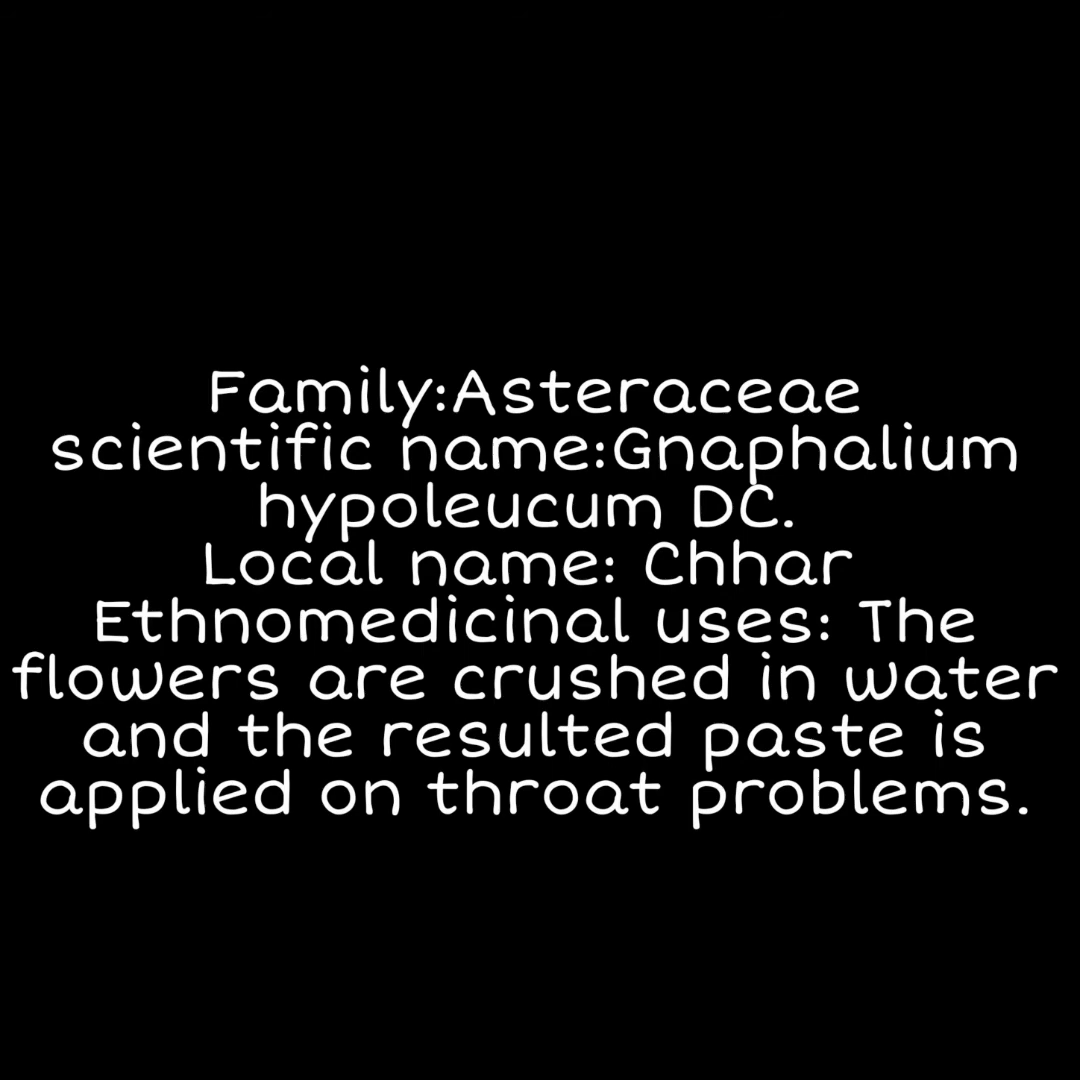 Family:Asteraceae
scientific name:Gnaphalium
hypoleucum DC.
Local name: Chhar
Ethnomedicinal uses: The
flowers are crushed in water
and the resulted paste is
applied on throat problems.